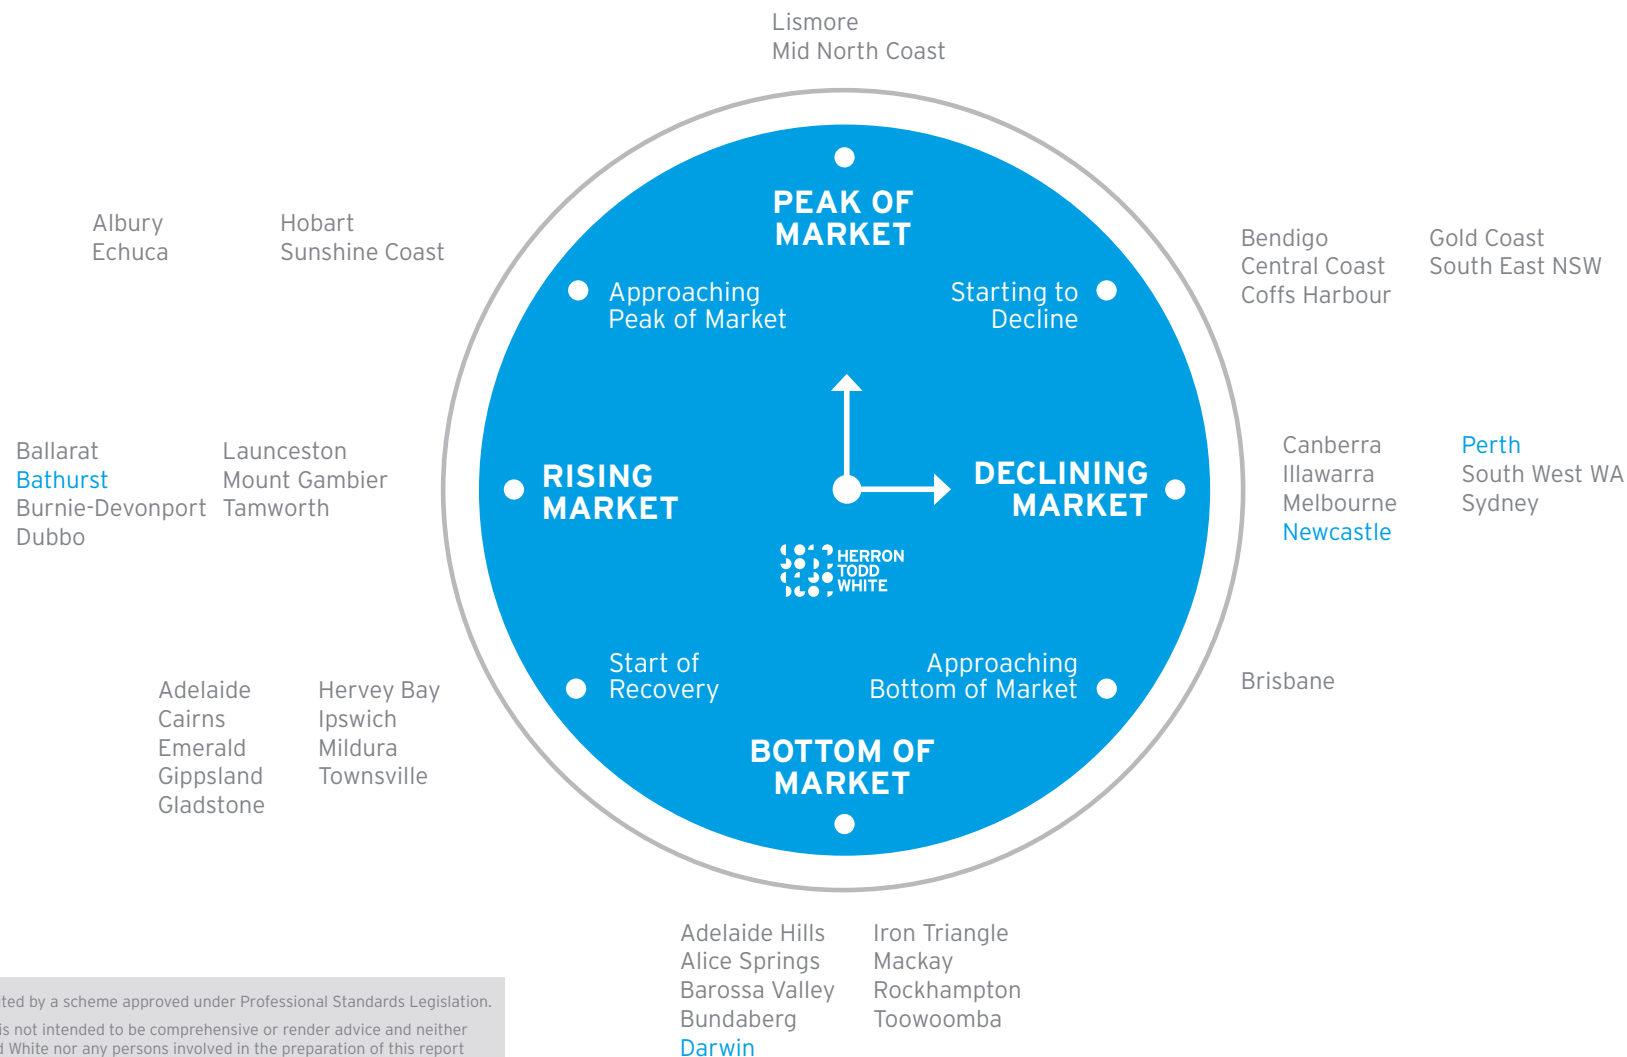 Lismore
Mid North Coast
PEAK OF
MARKET
Albury
Echuca
Hobart
Sunshine Coast
Approaching
Peak of Market
Starting to
Decline
Bendigo
Central Coast
Coffs Harbour
Gold Coast
South East NSW
Ballarat
Bathurst
Burnie-Devonport
Dubbo
Launceston
Mount Gambier
Tamworth
RISING
MARKET
DECLINING
MARKET
Canberra
Illawarra
Melbourne
Newcastle
Perth
South West WA
Sydney
HERRON
TODD
WHITE
Adelaide
Cairns
Emerald
Gippsland
Gladstone
Hervey Bay
Ipswich
Mildura
Townsville
Start of
Recovery
Approaching
Bottom of Market
Brisbane
BOTTOM OF
MARKET
Adelaide Hills
Alice Springs
Barossa Valley
Bundaberg
Darwin
Iron Triangle
Mackay
Rockhampton
Toowoomba
by a scheme approved under Professional Standards Legislation.
is not intended to be comprehensive or render advice and neither
White nor any persons involved in the preparation of this report